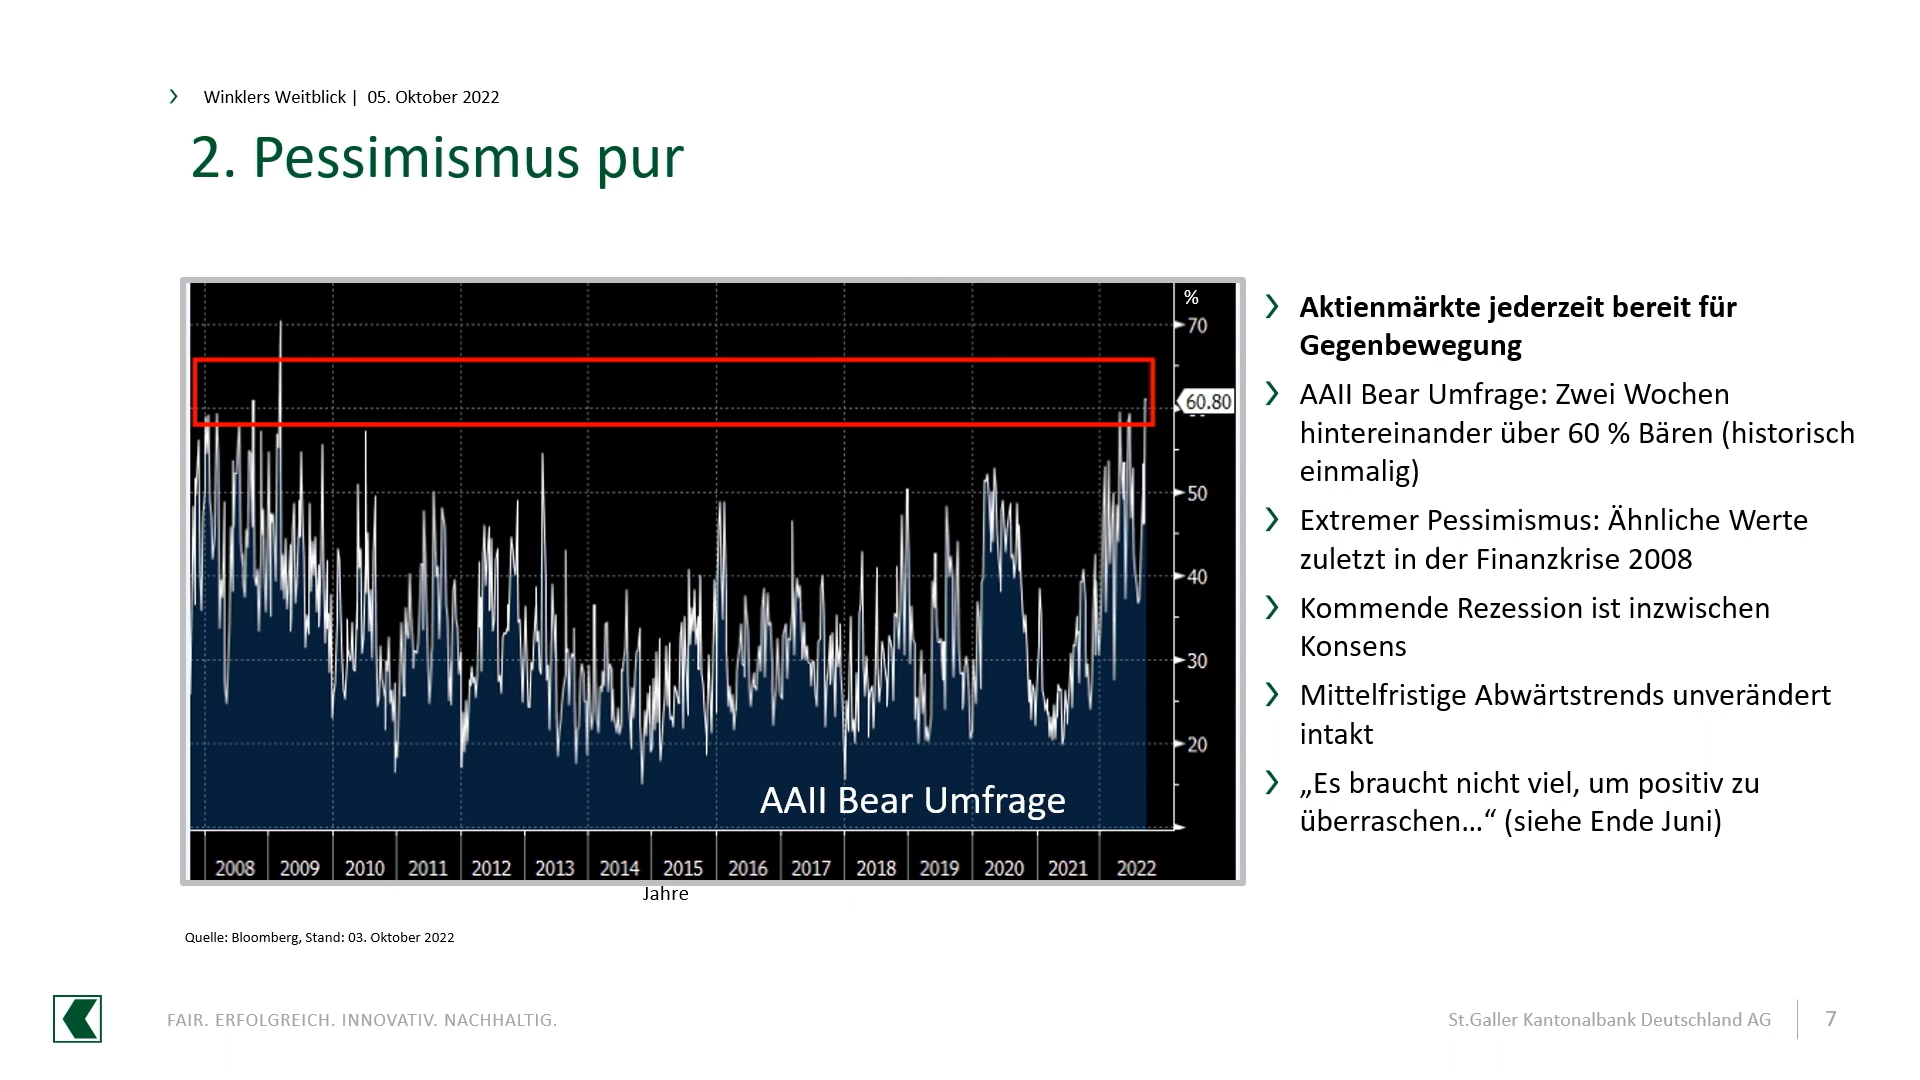 Winklers Weitblick | 05. Oktober 2022
2. Pessimismus pur
%
70
60.80
50
40
30
20
AAII Bear Umfrage
2008 2009 2010 2011 2012 2013 2014 2015 2016 2017 2018 2019 2020 2021 2022
Jahre
Quelle: Bloomberg, Stand: 03. Oktober 2022
Aktienmärkte jederzeit bereit für
Gegenbewegung
AAII Bear Umfrage: Zwei Wochen
hintereinander über 60 % Bären (historisch
einmalig)
Extremer Pessimismus: Ähnliche Werte
zuletzt in der Finanzkrise 2008
Kommende Rezession ist inzwischen
Konsens
Mittelfristige Abwärtstrends unverändert
intakt
„Es braucht nicht viel, um positiv zu
überraschen…“ (siehe Ende Juni)
FAIR. ERFOLGREICH. INNOVATIV. NACHHALTIG.
St.Galler Kantonalbank Deutschland AG
7